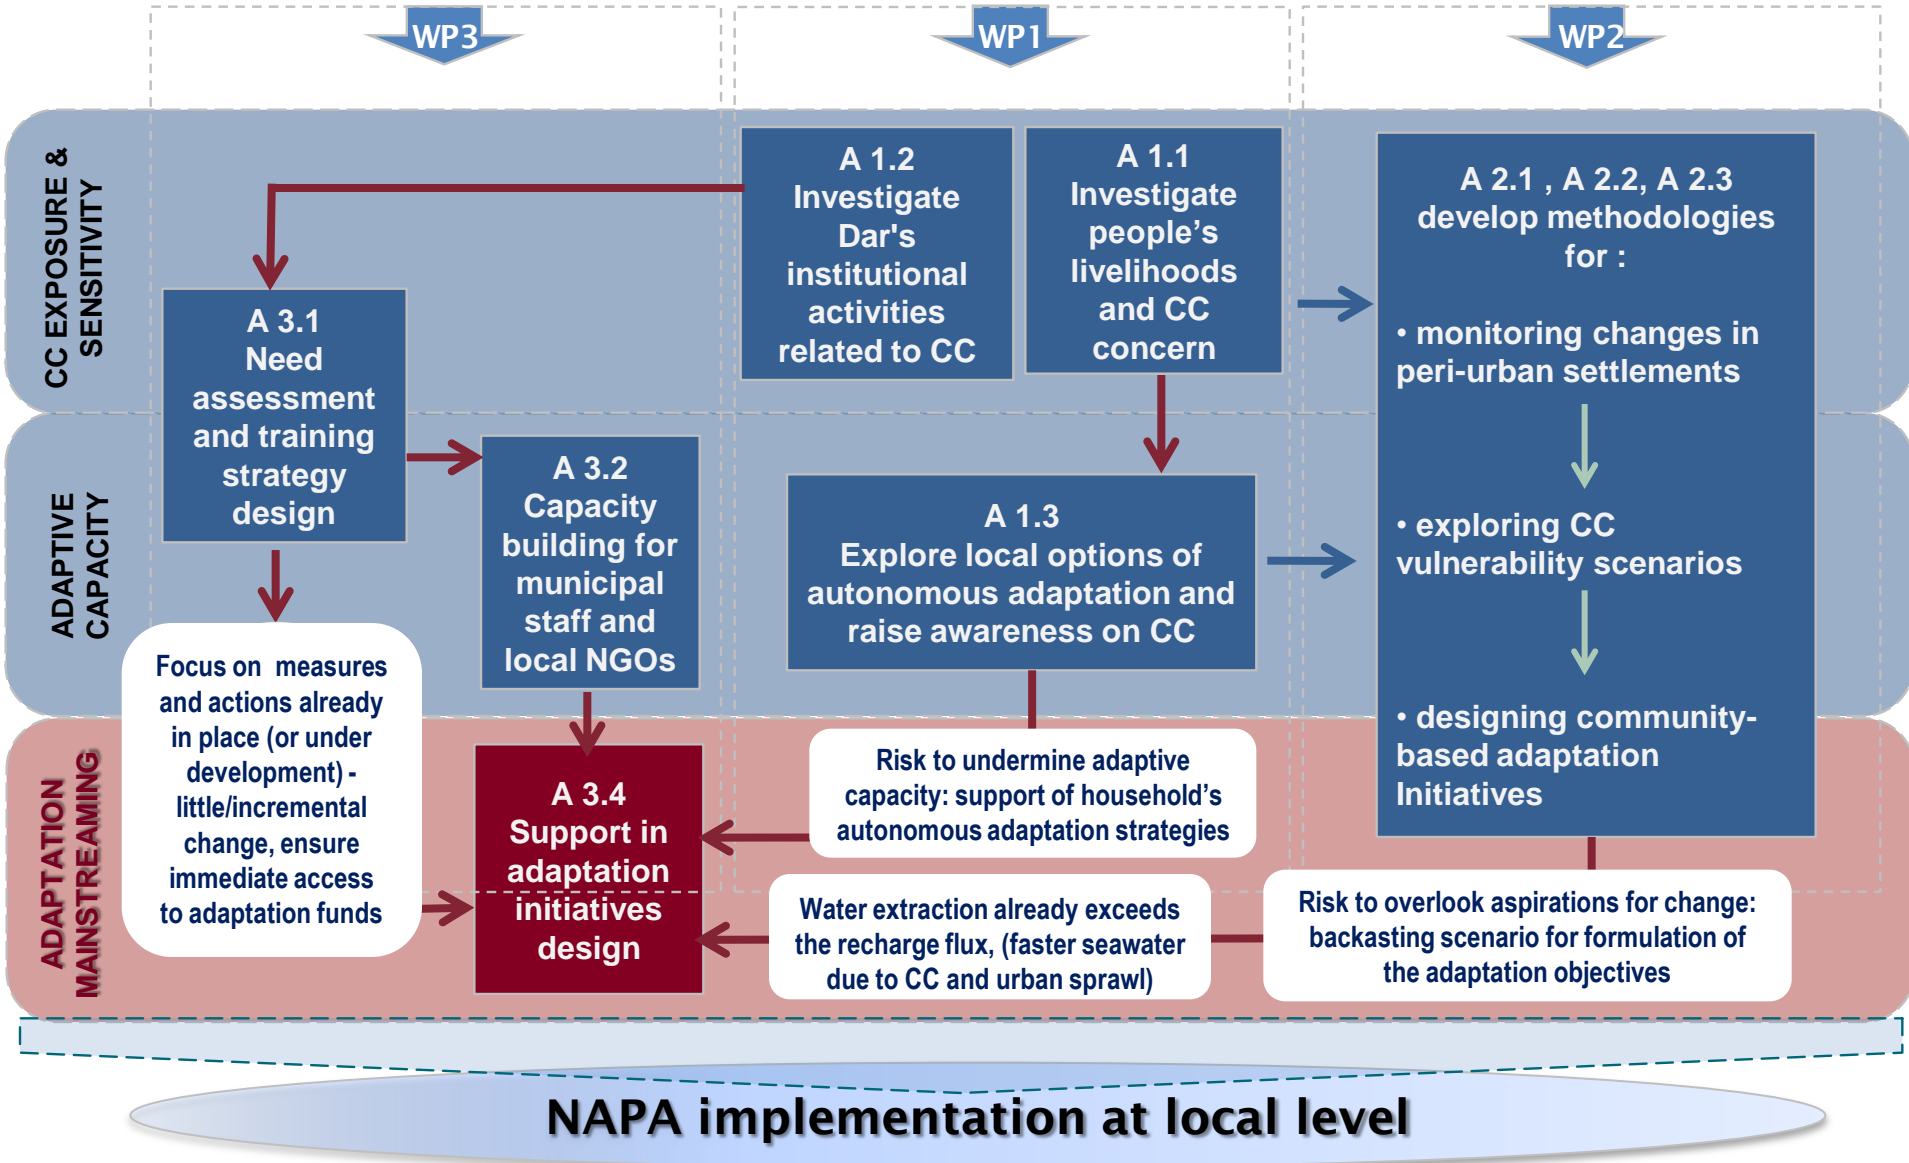 WP3
WP1
WP2
CC EXPOSURE &
SENSITIVITY
A 1.2
Investigate
Dar's
institutional
activities
related to CC
A 1.1
Investigate
people’s
livelihoods
and CC
concern
A 2.1 , A 2.2, A 2.3
develop methodologies
for :
• monitoring changes in
peri-urban settlements
• exploring CC
vulnerability scenarios
• designing community-
based adaptation
Initiatives
A 3.1
Need
assessment
and training
strategy
design
ADAPTIVE
CAPACITY
A 3.2
Capacity
building for
municipal
staff and
local NGOs
A 1.3
Explore local options of
autonomous adaptation and
raise awareness on CC
Focus on measures
and actions already
in place (or under
development) -
little/incremental
change, ensure
immediate access
to adaptation funds
ADAPTATION
MAINSTREAMING
A 3.4
Support in
adaptation
initiatives
design
Risk to undermine adaptive
capacity: support of household’s
autonomous adaptation strategies
Water extraction already exceeds
the recharge flux, (faster seawater
due to CC and urban sprawl)
Risk to overlook aspirations for change:
backasting scenario for formulation of
the adaptation objectives
NAPA implementation at local level